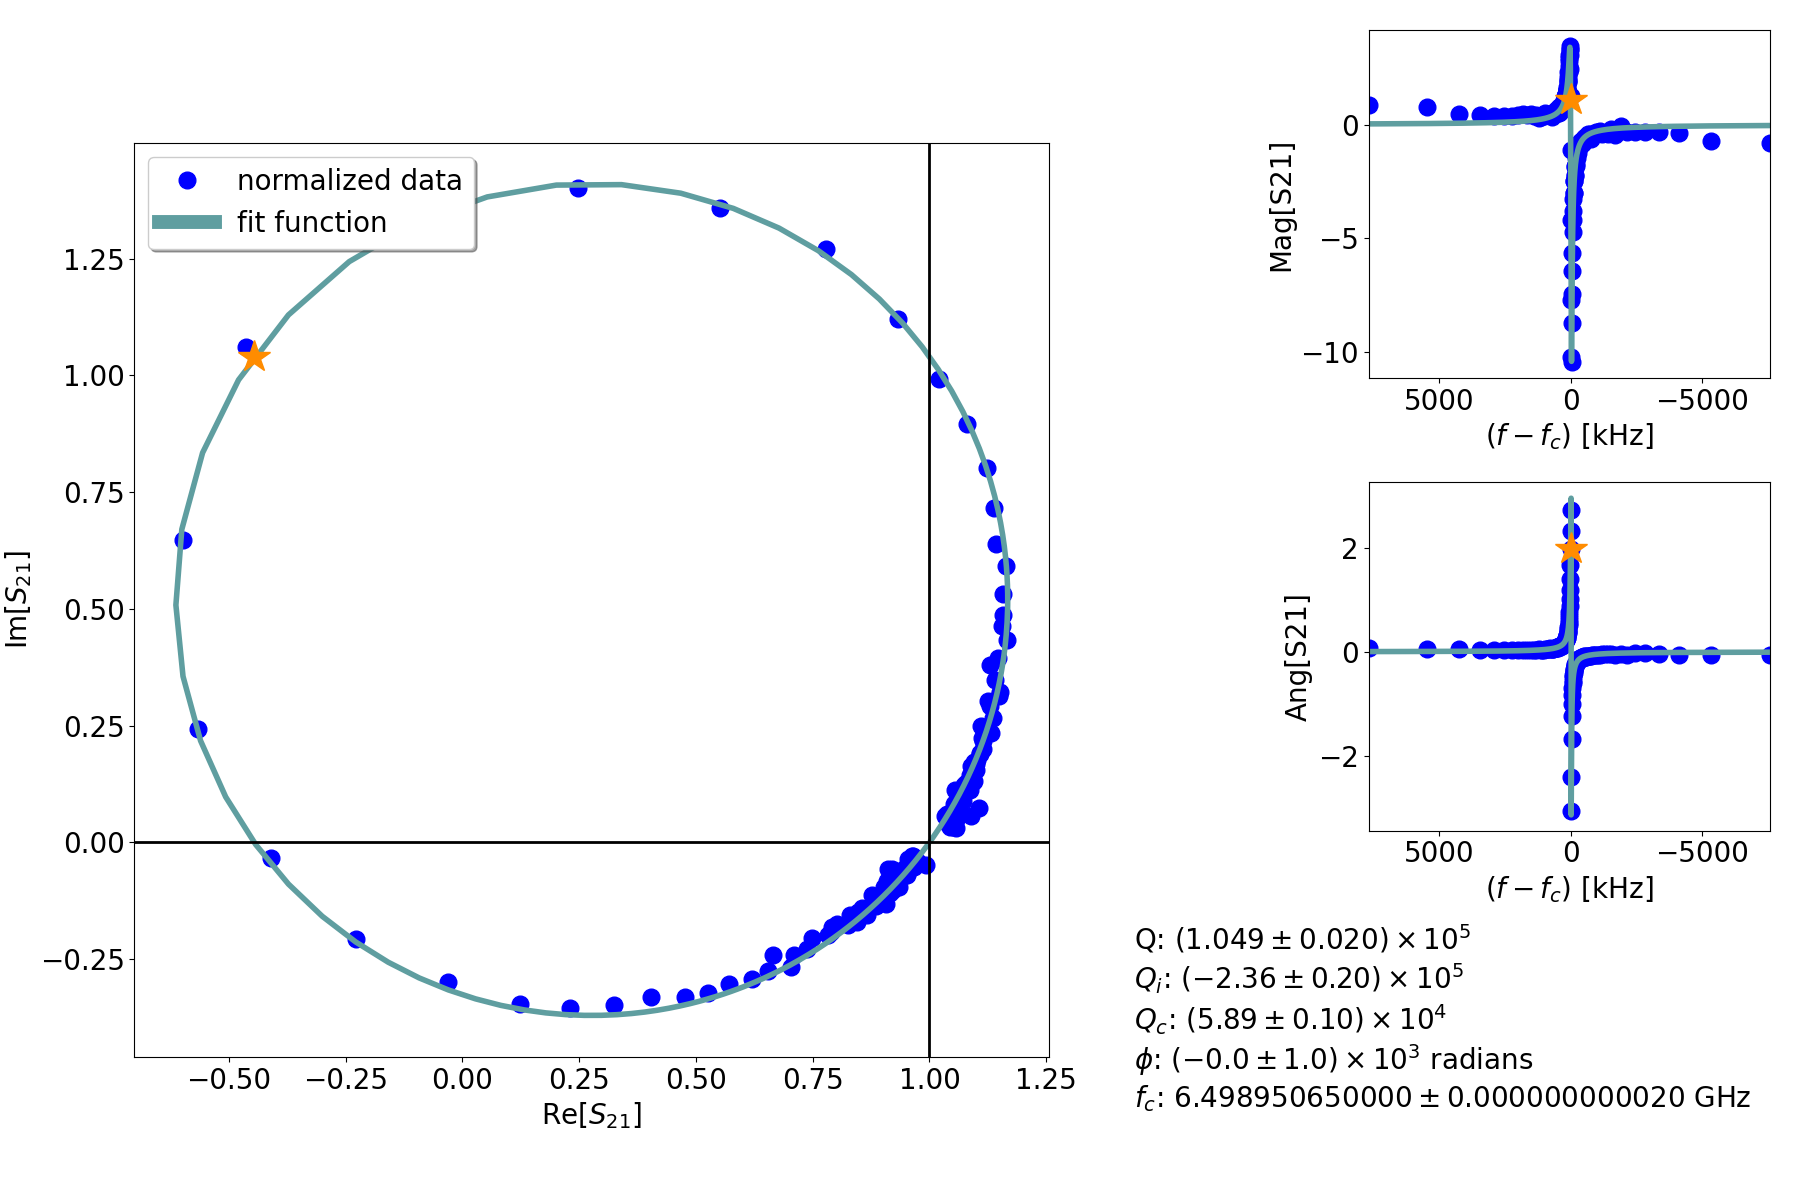 normalized data
fit function
1.25
1.00
0.75
0.50
0.25
0.00
−0.25
Im[S21]
−0.50 −0.25 0.00 0.25 0.50 0.75 1.00 1.25
Re[S21]
0
−5
−10
Mag[S21]
5000 0 −5000
(f − fc) [kHz]
2
0
−2
Ang[S21]
5000 0 −5000
(f − fc) [kHz]
Q: (1.049 ± 0.020) × 10^5
Qi: (−2.36 ± 0.20) × 10^5
Qc: (5.89 ± 0.10) × 10^4
ϕ: (−0.0 ± 1.0) × 10^3 radians
fc: 6.498950650000 ± 0.000000000020 GHz